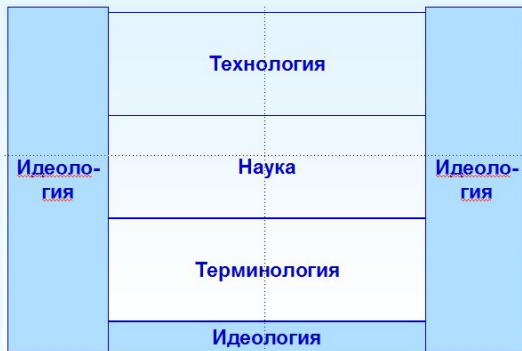 Технология
Идеоло-
гия
Наука
Идеоло-
гия
Терминология
Идеология